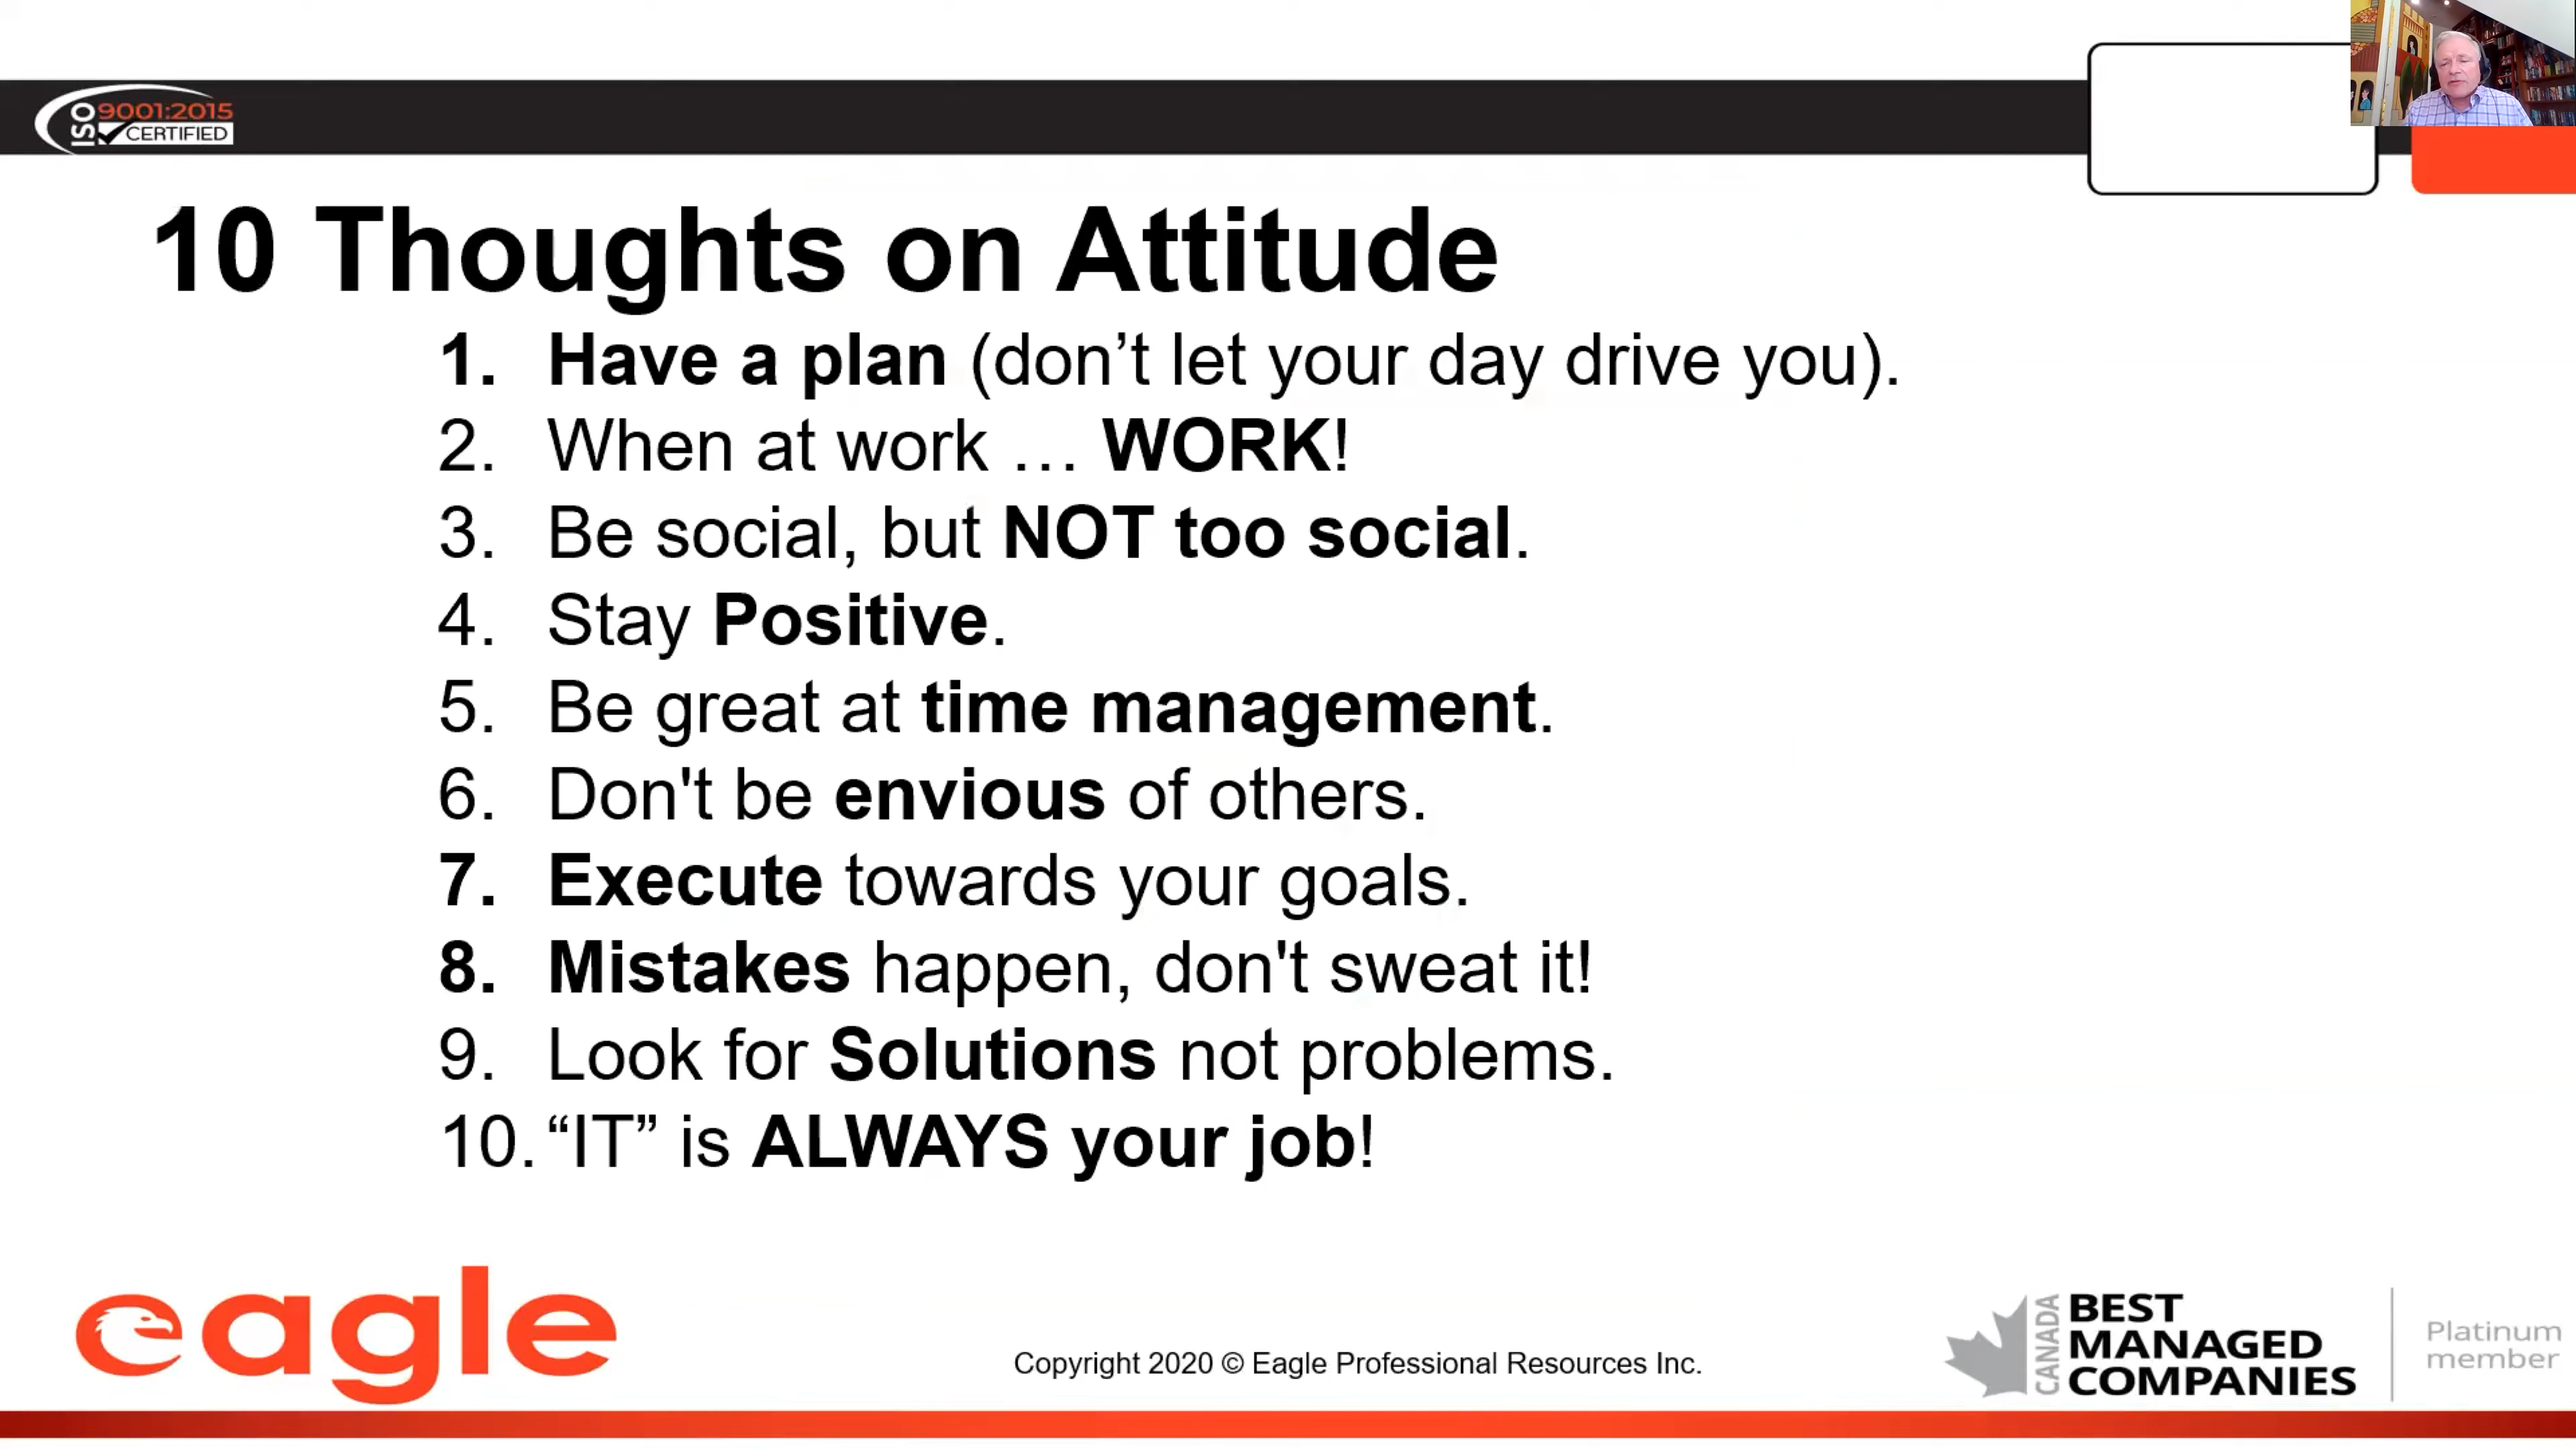 ISO 9001:2015
CERTIFIED
10 Thoughts on Attitude
1. Have a plan (don’t let your day drive you).
2. When at work … WORK!
3. Be social, but NOT too social.
4. Stay Positive.
5. Be great at time management.
6. Don't be envious of others.
7. Execute towards your goals.
8. Mistakes happen, don't sweat it!
9. Look for Solutions not problems.
10. “IT” is ALWAYS your job!
eagle
Copyright 2020 © Eagle Professional Resources Inc.
CANADA
BEST
MANAGED
COMPANIES
Platinum
member